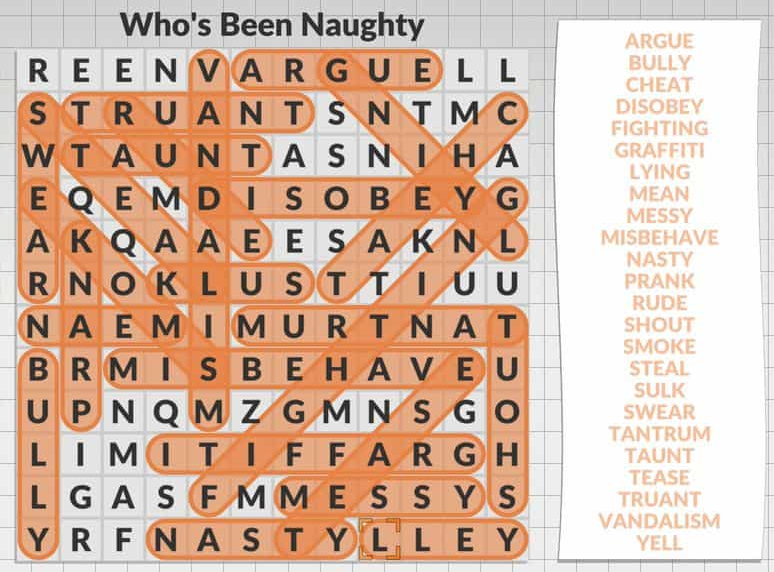 Who's Been Naughty
R E E N V A R G U E L L
S T R U A N T S N T M C
W T A U N T A S N I H A
E Q E M D I S O B E Y G
A K Q A A E E S A K N L
R N O K L U S T T I U U
N A E M I M U R T N A T
B R M I S B E H A V E U
U P N Q M Z G M N S G O
L I M I T I F F A R G H
L G A S F M M E S S Y S
Y R F N A S T Y L L E Y
ARGUE
BULLY
CHEAT
DISOBEY
FIGHTING
GRAFFITI
LYING
MEAN
MESSY
MISBEHAVE
NASTY
PRANK
RUDE
SHOUT
SMOKE
STEAL
SULK
SWEAR
TANTRUM
TAUNT
TEASE
TRUANT
VANDALISM
YELL